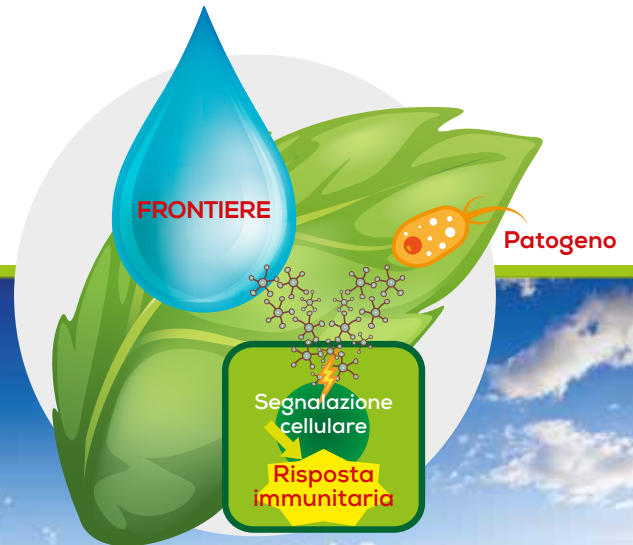 FRONTIERE
Patogeno
Segnalazione
cellulare
Risposta
immunitaria